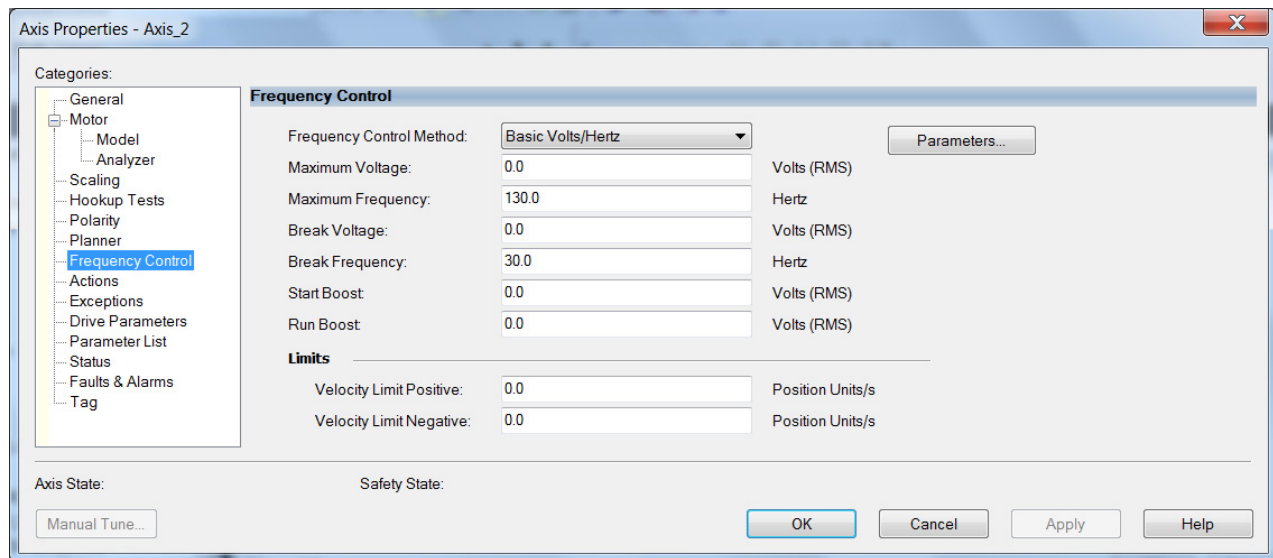 Axis Properties - Axis_2
X
Categories:
General
Motor
Model
Analyzer
Scaling
Hookup Tests
Polarity
Planner
Frequency Control
Actions
Exceptions
Drive Parameters
Parameter List
Status
Faults & Alarms
Tag
Frequency Control
Frequency Control Method: Basic Volts/Hertz Parameters...
Maximum Voltage: 0.0 Volts (RMS)
Maximum Frequency: 130.0 Hertz
Break Voltage: 0.0 Volts (RMS)
Break Frequency: 30.0 Hertz
Start Boost: 0.0 Volts (RMS)
Run Boost: 0.0 Volts (RMS)
Limits
Velocity Limit Positive: 0.0 Position Units/s
Velocity Limit Negative: 0.0 Position Units/s
Axis State: Safety State:
Manual Tune... OK Cancel Apply Help